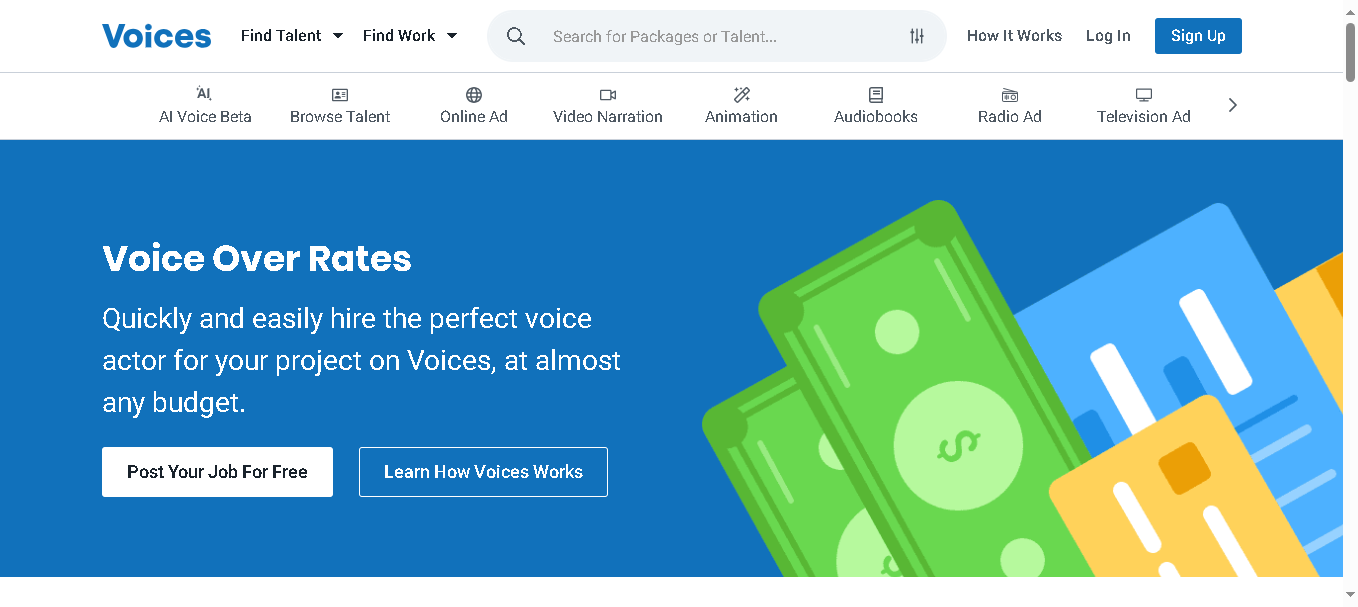 Voices
Find Talent
Find Work
Search for Packages or Talent...
How It Works
Log In
Sign Up
AI
AI Voice Beta
Browse Talent
Online Ad
Video Narration
Animation
Audiobooks
Radio Ad
Television Ad
Voice Over Rates
Quickly and easily hire the perfect voice
actor for your project on Voices, at almost
any budget.
Post Your Job For Free
Learn How Voices Works
$
$